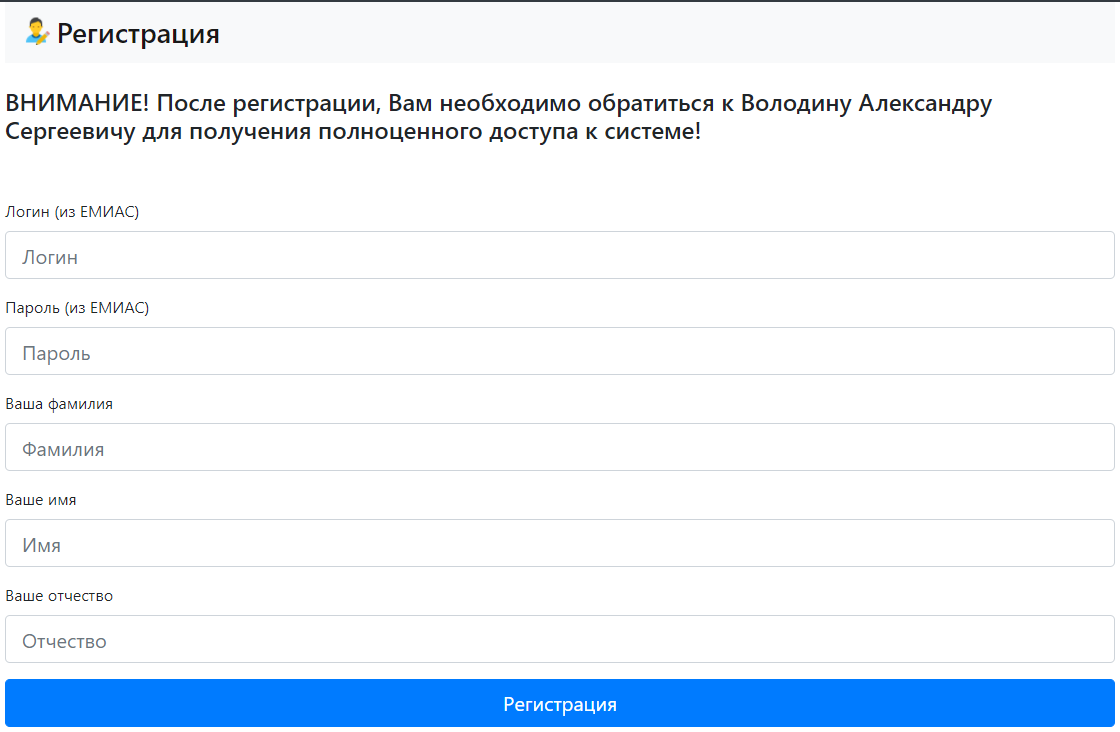 Регистрация
ВНИМАНИЕ! После регистрации, Вам необходимо обратиться к Володину Александру
Сергеевичу для получения полноценного доступа к системе!
Логин (из ЕМИАС)
Логин
Пароль (из ЕМИАС)
Пароль
Ваша фамилия
Фамилия
Ваше имя
Имя
Ваше отчество
Отчество
Регистрация